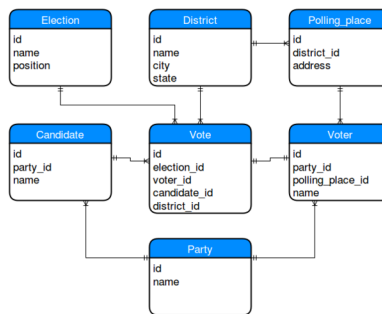 Election
id
name
position
District
id
name
city
state
Polling_place
id
district_id
address
Candidate
id
party_id
name
Vote
id
election_id
voter_id
candidate_id
district_id
Voter
id
party_id
polling_place_id
name
Party
id
name